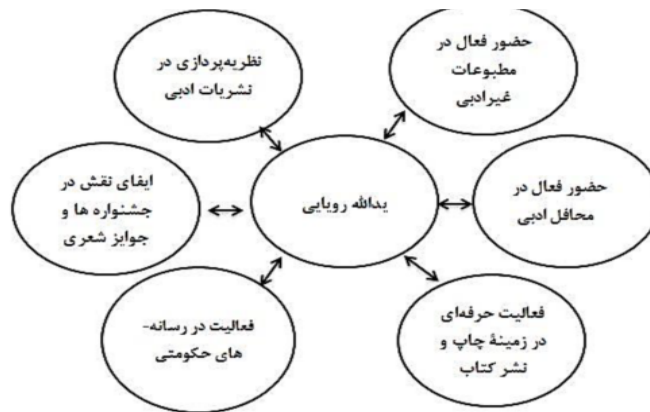 حضور فعال در
مطبوعات
غیرادبی
نظریه‌پردازی در
نشریات ادبی
حضور فعال در
محافل ادبی
یدالله رویایی
ایفای نقش در
جشنواره ها و
جوایز شعری
فعالیت حرفه‌ای
در زمینهٔ چاپ و
نشر کتاب
فعالیت در رسانه-
های حکومتی